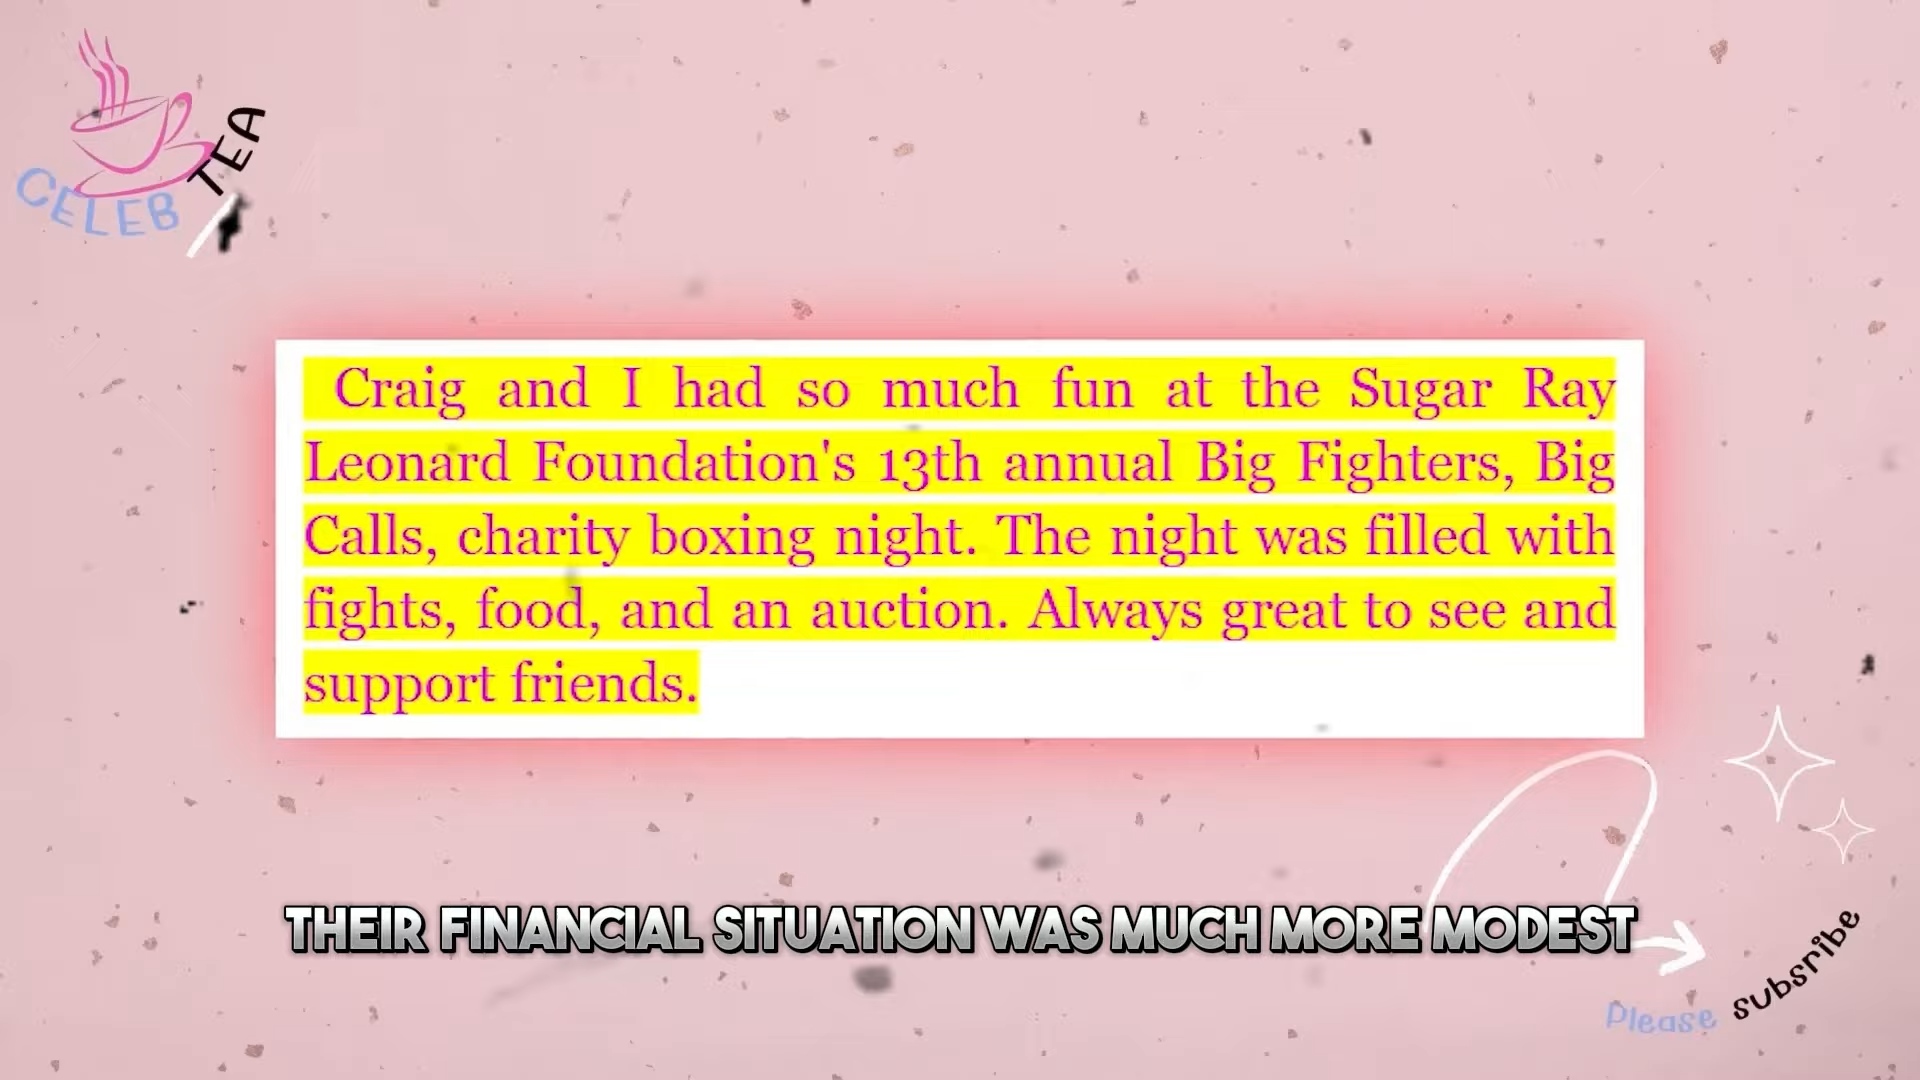 CELEB TEA
Craig and I had so much fun at the Sugar Ray
Leonard Foundation's 13th annual Big Fighters, Big
Calls, charity boxing night. The night was filled with
fights, food, and an auction. Always great to see and
support friends.
THEIR FINANCIAL SITUATION WAS MUCH MORE MODEST
Please subsribe